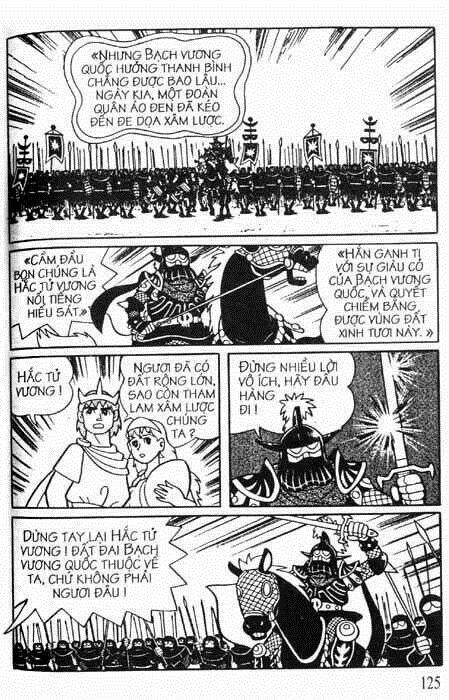 «NHƯNG BẠCH VƯƠNG
QUỐC HƯỞNG THANH BÌNH
CHẲNG ĐƯỢC BAO LÂU...
NGÀY KIA, MỘT ĐOÀN
QUÂN ÁO ĐEN ĐÃ KÉO
ĐẾN ĐE DỌA XÂM LƯỢC.
«CẦM ĐẦU
BỌN CHÚNG LÀ
HẮC TỬ VƯƠNG
NỔI TIẾNG
HIẾU SÁT.»
«HẮN GANH TỊ
VỚI SỰ GIÀU CÓ
CỦA BẠCH VƯƠNG
QUỐC, VÀ QUYẾT
CHIẾM BẰNG
ĐƯỢC VÙNG ĐẤT
XINH TƯƠI NÀY.»
HẮC TỬ
VƯƠNG !
NGƯƠI ĐÃ CÓ
ĐẤT RỘNG LỚN,
SAO CÒN THAM
LAM XÂM LƯỢC
CHÚNG
TA ?
ĐỪNG NHIỀU LỜI
VÔ ÍCH, HÃY ĐẦU
HÀNG
ĐI !
DỪNG TAY LẠI HẮC TỬ
VƯƠNG ! ĐẤT ĐAI BẠCH
VƯƠNG QUỐC THUỘC VỀ
TA, CHỨ KHÔNG PHẢI
NGƯƠI ĐÂU !
125